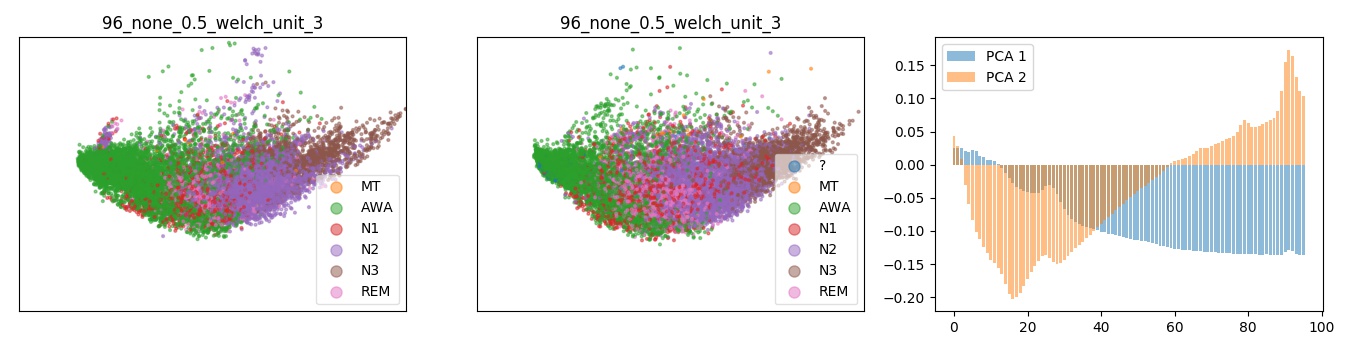 96_none_0.5_welch_unit_3
MT
AWA
N1
N2
N3
REM
96_none_0.5_welch_unit_3
?
MT
AWA
N1
N2
N3
REM
PCA 1
PCA 2
0.15
0.10
0.05
0.00
−0.05
−0.10
−0.15
−0.20
0 20 40 60 80 100